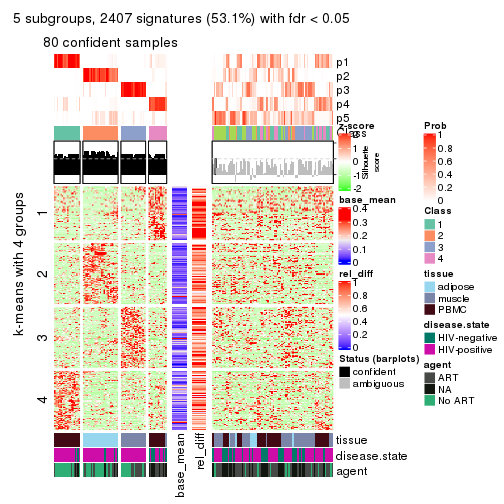 5 subgroups, 2407 signatures (53.1%) with fdr < 0.05
80 confident samples
p1
p2
p3
p4
p5
Class
z-score
2
1
0
-1
-2
Silhouette
score
k-means with 4 groups
1
2
3
4
base_mean
0.4
0.3
0.2
0.1
0
rel_diff
1
0.8
0.6
0.4
0.2
0
Status (barplots)
confident
ambiguous
Prob
1
0.8
0.6
0.4
0.2
0
Class
1
2
3
4
tissue
adipose
muscle
PBMC
disease.state
HIV-negative
HIV-positive
agent
ART
NA
No ART
tissue
disease.state
agent
base_mean
rel_diff